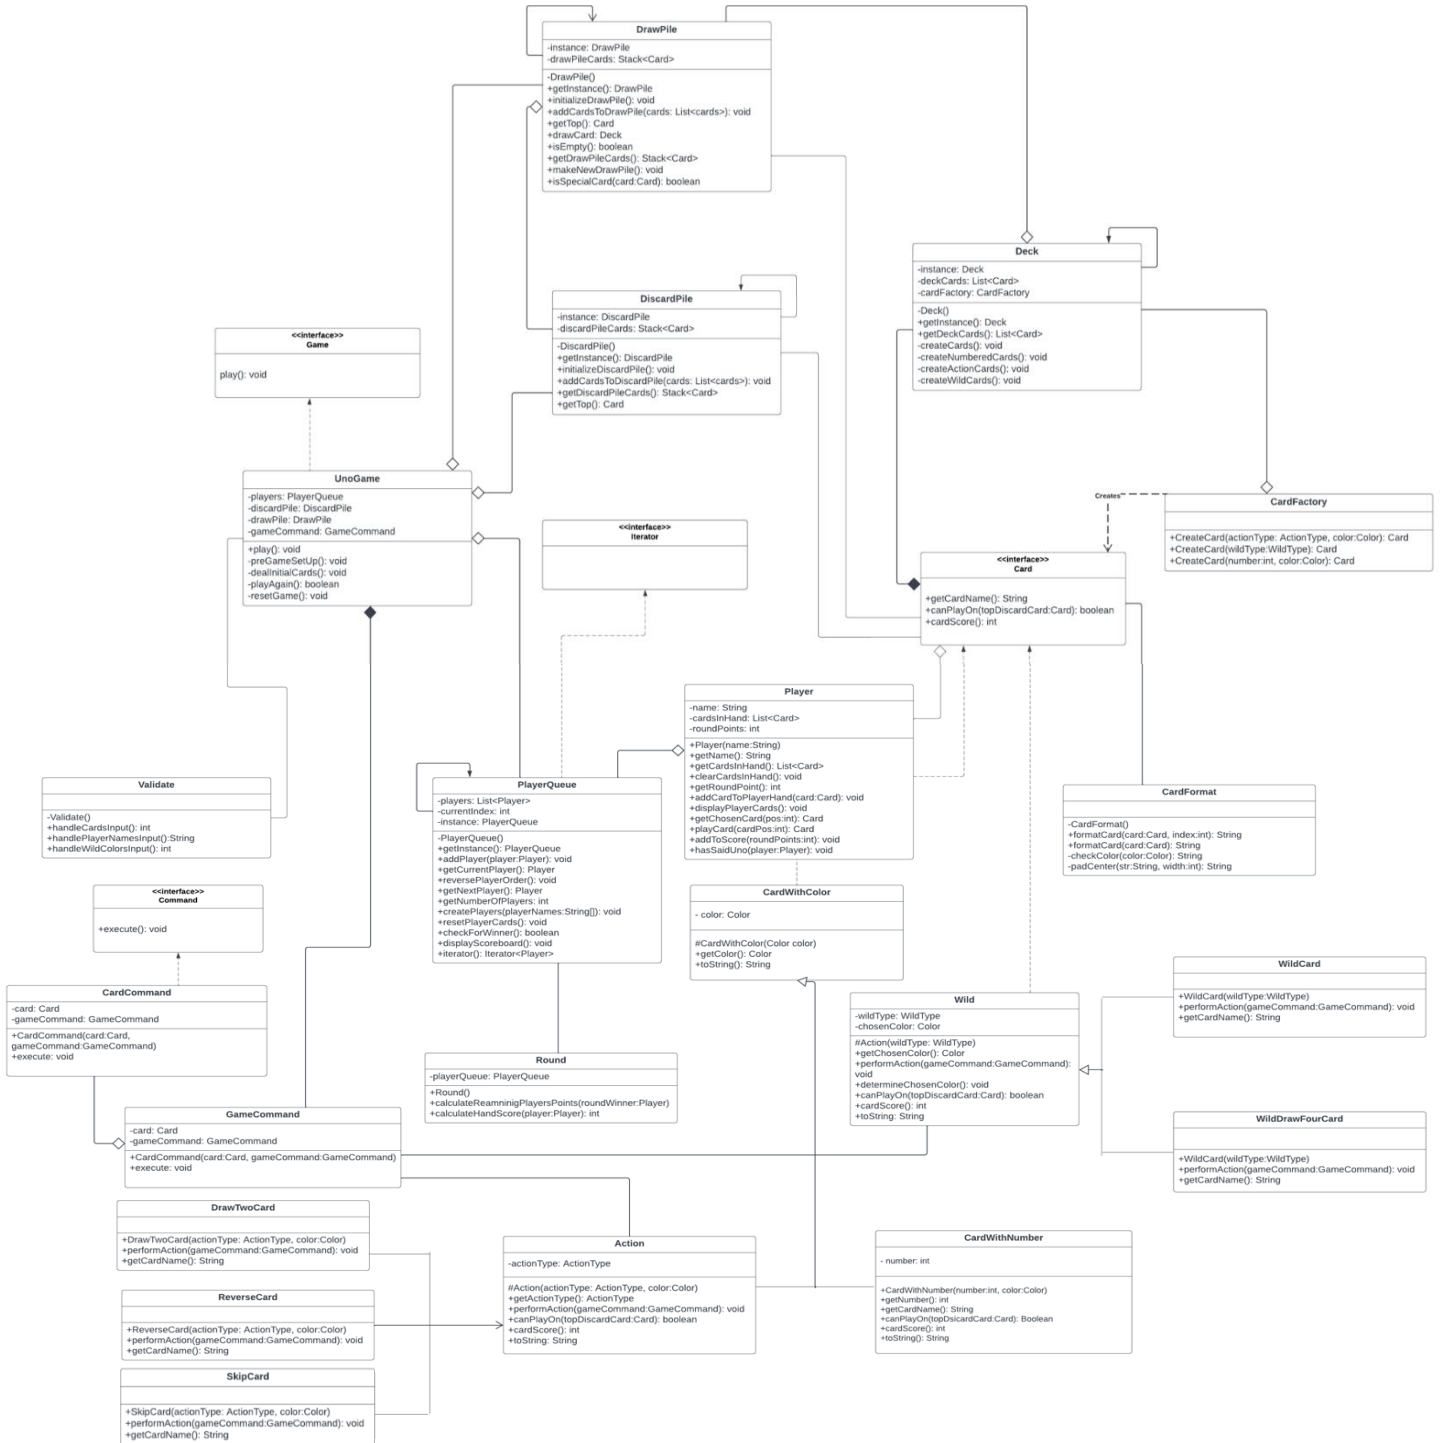 DrawPile
-instance: DrawPile
-drawPileCards: Stack<Card>
-DrawPile()
+getInstance(): DrawPile
+initializeDrawPile(): void
+addCardsToDrawPile(cards: List<cards>): void
+getTop(): Card
+drawCard: Deck
+isEmpty(): boolean
+getDrawPileCards(): Stack<Card>
+makeNewDrawPile(): void
+isSpecialCard(card:Card): boolean
Deck
-instance: Deck
-deckCards: List<Card>
-cardFactory: CardFactory
-Deck()
+getInstance(): Deck
+getDeckCards(): List<Card>
-createCards(): void
-createNumberedCards(): void
-createActionCards(): void
-createWildCards(): void
DiscardPile
-instance: DiscardPile
-discardPileCards: Stack<Card>
-DiscardPile()
+getInstance(): DiscardPile
+initializeDiscardPile(): void
+addCardsToDiscardPile(cards: List<cards>): void
+getDiscardPileCards(): Stack<Card>
+getTop(): Card
<<interface>>
Game
play(): void
UnoGame
-players: PlayerQueue
-discardPile: DiscardPile
-drawPile: DrawPile
-gameCommand: GameCommand
+play(): void
-preGameSetUp(): void
-dealInitialCards(): void
-playAgain(): boolean
-resetGame(): void
<<interface>>
Iterator
Creates
CardFactory
+CreateCard(actionType: ActionType, color:Color): Card
+CreateCard(wildType:WildType): Card
+CreateCard(number:int, color:Color): Card
<<interface>>
Card
+getCardName(): String
+canPlayOn(topDiscardCard:Card): boolean
+cardScore(): int
Player
-name: String
-cardsInHand: List<Card>
-roundPoints: int
+Player(name:String)
+getName(): String
+getCardsInHand(): List<Card>
+clearCardsInHand(): void
+getRoundPoint(): int
+addCardToPlayerHand(card:Card): void
+displayPlayerCards(): void
+getChosenCard(pos:int): Card
+playCard(cardPos:int): Card
+addToScore(roundPoints:int): void
+hasSaidUno(player:Player): void
Validate
-Validate()
+handleCardsInput(): int
+handlePlayerNamesInput():String
+handleWildColorsInput(): int
PlayerQueue
-players: List<Player>
-currentIndex: int
-instance: PlayerQueue
-PlayerQueue()
+getInstance(): PlayerQueue
+addPlayer(player:Player): void
+getCurrentPlayer(): Player
+reversePlayerOrder(): void
+getNextPlayer(): Player
+getNumberOfPlayers: int
+createPlayers(playerNames:String[]): void
+resetPlayerCards(): void
+checkForWinner(): boolean
+displayScoreboard(): void
+iterator(): Iterator<Player>
CardFormat
-CardFormat()
+formatCard(card:Card, index:int): String
+formatCard(card:Card): String
-checkColor(color:Color): String
-padCenter(str:String, width:int): String
<<interface>>
Command
+execute(): void
CardWithColor
- color: Color
#CardWithColor(Color color)
+getColor(): Color
+toString(): String
CardCommand
-card: Card
-gameCommand: GameCommand
+CardCommand(card:Card,
gameCommand:GameCommand)
+execute: void
Wild
-wildType: WildType
-chosenColor: Color
#Action(wildType: WildType)
+getChosenColor(): Color
+performAction(gameCommand:GameCommand):
void
+determineChosenColor(): void
+canPlayOn(topDiscardCard:Card): boolean
+cardScore(): int
+toString: String
WildCard
+WildCard(wildType:WildType)
+performAction(gameCommand:GameCommand): void
+getCardName(): String
Round
-playerQueue: PlayerQueue
+Round()
+calculateReamninigPlayersPoints(roundWinner:Player)
+calculateHandScore(player:Player): int
GameCommand
-card: Card
-gameCommand: GameCommand
+CardCommand(card:Card, gameCommand:GameCommand)
+execute: void
WildDrawFourCard
+WildCard(wildType:WildType)
+performAction(gameCommand:GameCommand): void
+getCardName(): String
DrawTwoCard
+DrawTwoCard(actionType: ActionType, color:Color)
+performAction(gameCommand:GameCommand): void
+getCardName(): String
Action
-actionType: ActionType
#Action(actionType: ActionType, color:Color)
+getActionType(): ActionType
+performAction(gameCommand:GameCommand): void
+canPlayOn(topDiscardCard:Card): boolean
+cardScore(): int
+toString: String
CardWithNumber
- number: int
+CardWithNumber(number:int, color:Color)
+getNumber(): int
+getCardName(): String
+canPlayOn(topDsicardCard:Card): Boolean
+cardScore(): int
+toString(): String
ReverseCard
+ReverseCard(actionType: ActionType, color:Color)
+performAction(gameCommand:GameCommand): void
+getCardName(): String
SkipCard
+SkipCard(actionType: ActionType, color:Color)
+performAction(gameCommand:GameCommand): void
+getCardName(): String